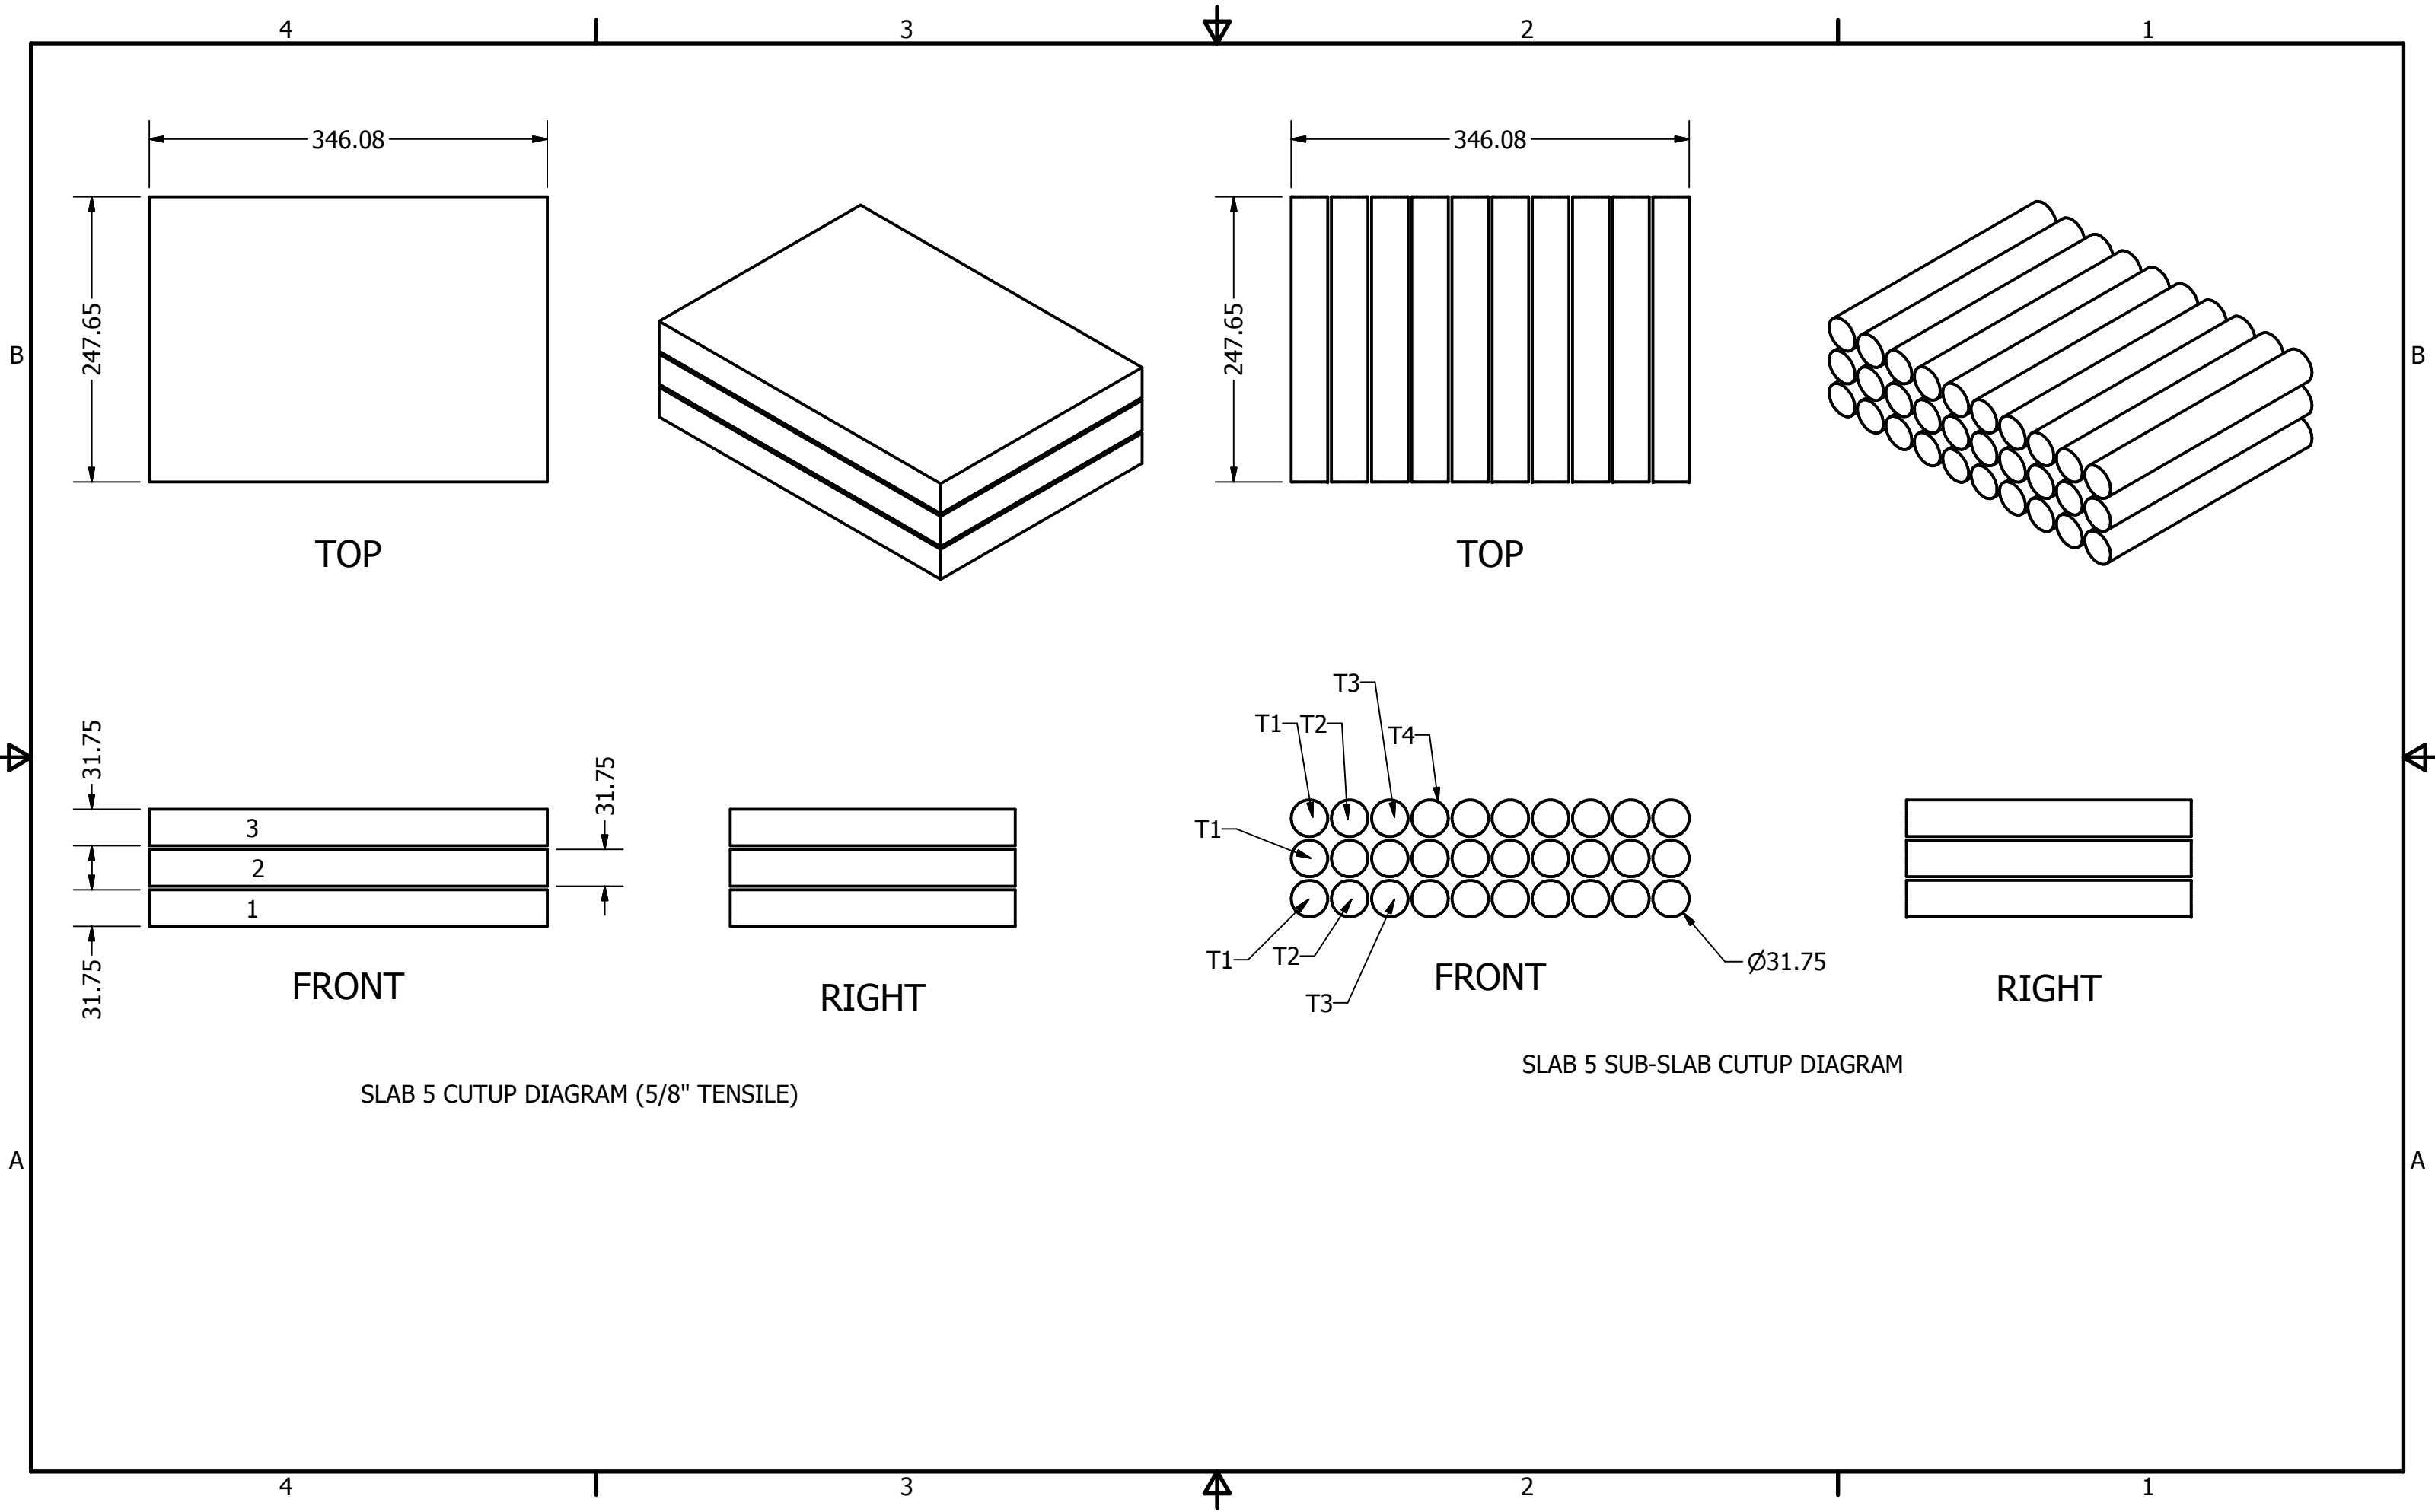 4 3 2 1
346.08 346.08
247.65 247.65
B B
TOP TOP
T3
T1 T2 T4
31.75 31.75
T1
3
2
1
31.75
T1 T2 T3
Ø31.75
FRONT RIGHT FRONT RIGHT
SLAB 5 CUTUP DIAGRAM (5/8" TENSILE)
SLAB 5 SUB-SLAB CUTUP DIAGRAM
A A
4 3 2 1